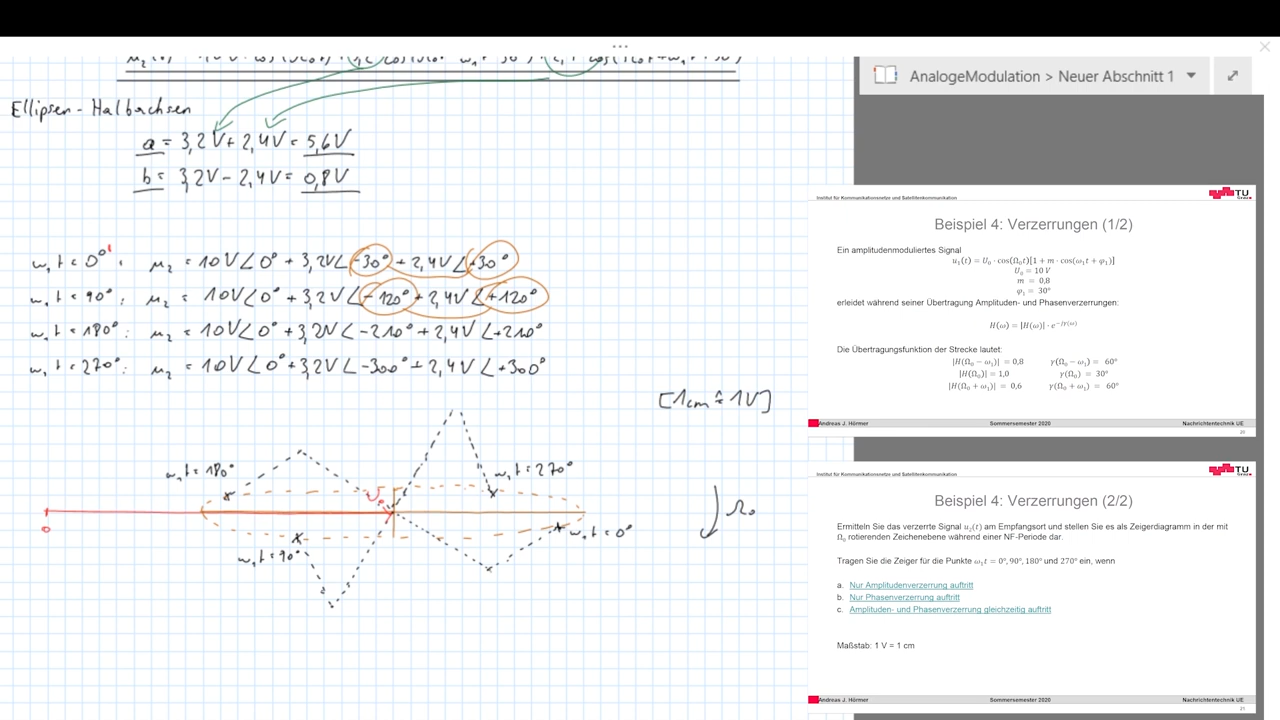 Ellipsen-Halbachsen
a = 3,2V + 2,4V = 5,6V
b = 3,2V - 2,4V = 0,8V
ω₁t = 0°: u₂ = 10V∠0° + 3,2V∠-30° + 2,4V∠+30°
ω₁t = 90°: u₂ = 10V∠0° + 3,2V∠-120° + 2,4V∠+120°
ω₁t = 180°: u₂ = 10V∠0° + 3,2V∠-210° + 2,4V∠+210°
ω₁t = 270°: u₂ = 10V∠0° + 3,2V∠-300° + 2,4V∠+300°
[1cm ≙ 1V]
ω₁t = 180°
ω₁t = 270°
Ω₀
0
ω₁t = 0°
ω₁t = 90°
AnalogeModulation > Neuer Abschnitt 1
Institut für Kommunikationsnetze und Satellitenkommunikation
TU
Graz
Beispiel 4: Verzerrungen (1/2)
Ein amplitudenmoduliertes Signal
u₁(t) = U₀ · cos(Ω₀t)[1 + m · cos(ω₁t + φ₁)]
U₀ = 10 V
m = 0,8
φ₁ = 30°
erleidet während seiner Übertragung Amplituden- und Phasenverzerrungen:
H(ω) = |H(ω)| · e^{-jγ(ω)}
Die Übertragungsfunktion der Strecke lautet:
|H(Ω₀ − ω₁)| = 0,8 γ(Ω₀ − ω₁) = 60°
|H(Ω₀)| = 1,0 γ(Ω₀) = 30°
|H(Ω₀ + ω₁)| = 0,6 γ(Ω₀ + ω₁) = 60°
Andreas J. Hörmer Sommersemester 2020 Nachrichtentechnik UE
20
Institut für Kommunikationsnetze und Satellitenkommunikation
TU
Graz
Beispiel 4: Verzerrungen (2/2)
Ermitteln Sie das verzerrte Signal u₂(t) am Empfangsort und stellen Sie es als Zeigerdiagramm in der mit
Ω₀ rotierenden Zeichenebene während einer NF-Periode dar.
Tragen Sie die Zeiger für die Punkte ω₁t = 0°, 90°, 180° und 270° ein, wenn
a. Nur Amplitudenverzerrung auftritt
b. Nur Phasenverzerrung auftritt
c. Amplituden- und Phasenverzerrung gleichzeitig auftritt
Maßstab: 1 V = 1 cm
Andreas J. Hörmer Sommersemester 2020 Nachrichtentechnik UE
21